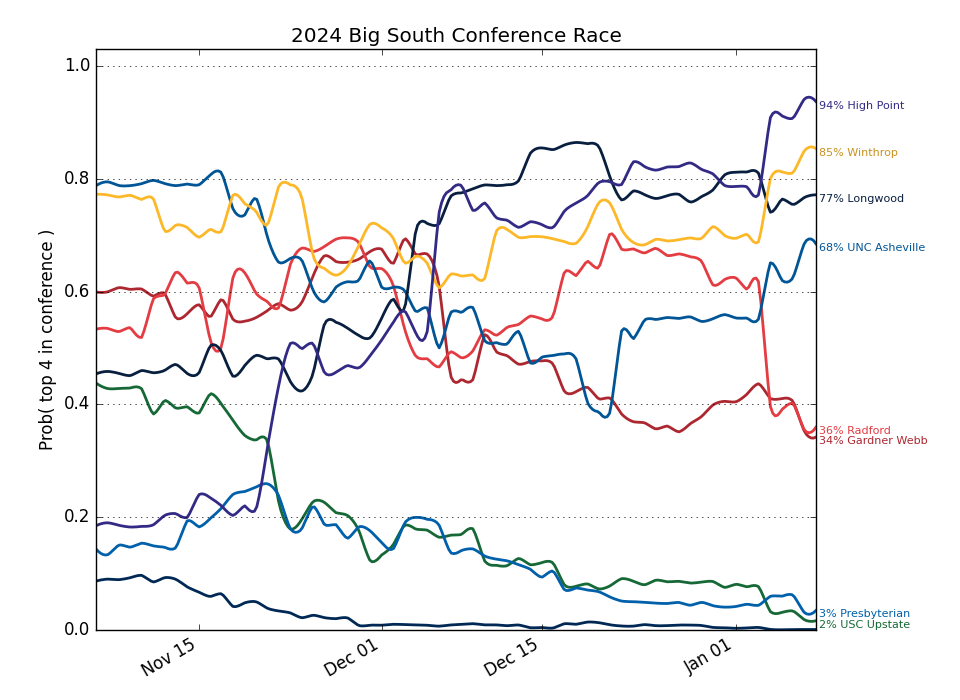 2024 Big South Conference Race
Prob( top 4 in conference )
1.0
0.8
0.6
0.4
0.2
0.0
Nov 15
Dec 01
Dec 15
Jan 01
94% High Point
85% Winthrop
77% Longwood
68% UNC Asheville
36% Radford
34% Gardner Webb
3% Presbyterian
2% USC Upstate